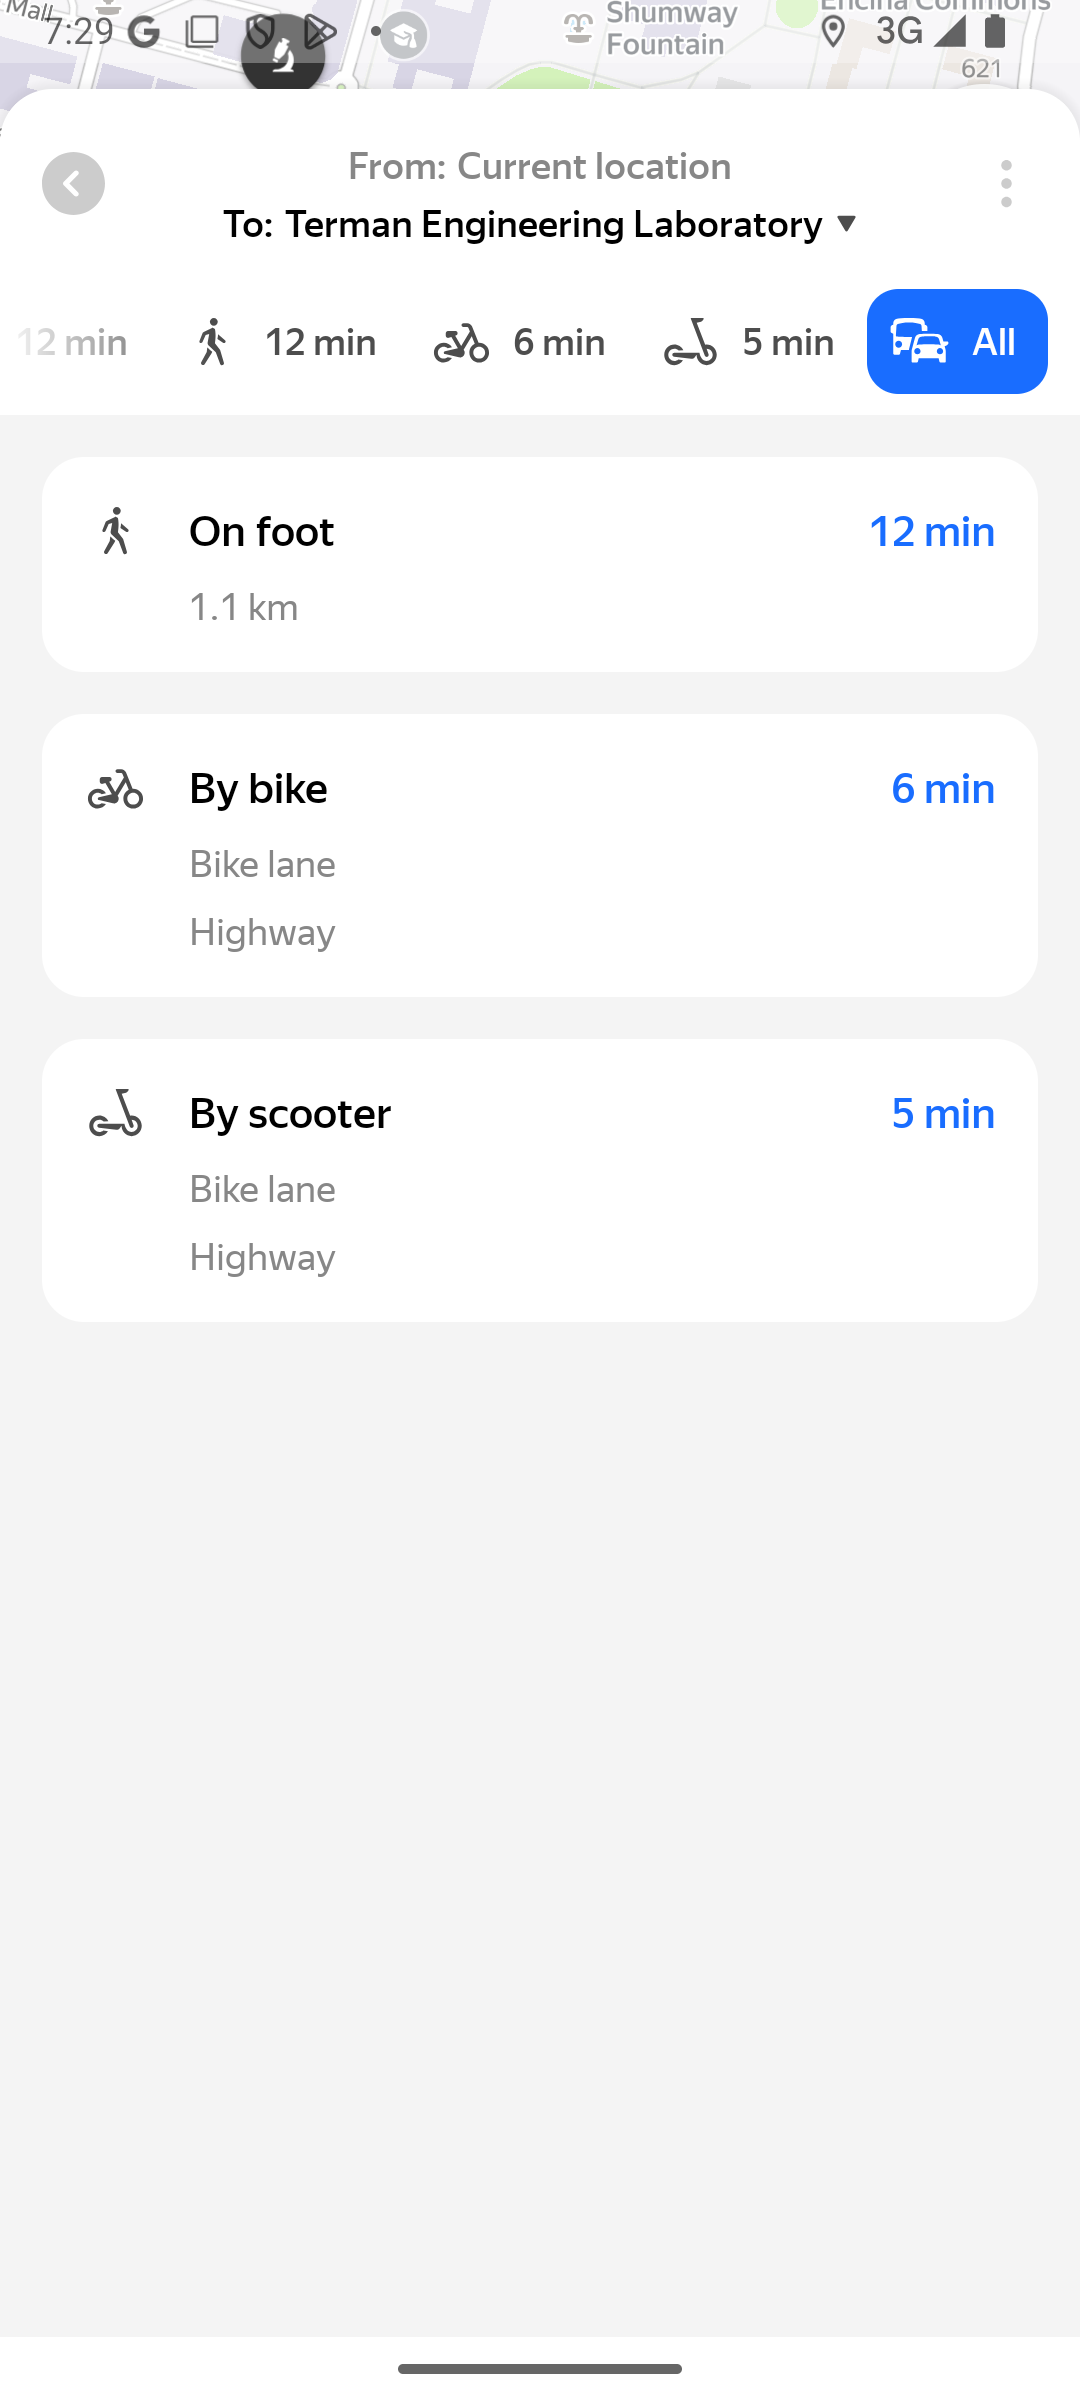 Mall
7:29
Shumway
Fountain
Encina Commons
3G
621
From: Current location
To: Terman Engineering Laboratory
12 min
12 min
6 min
5 min
All
On foot
12 min
1.1 km
By bike
6 min
Bike lane
Highway
By scooter
5 min
Bike lane
Highway